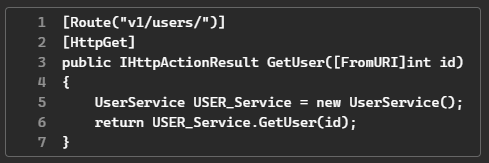 1 [Route("v1/users/")]
2 [HttpGet]
3 public IHttpActionResult GetUser([FromURI]int id)
4 {
5     UserService USER_Service = new UserService();
6     return USER_Service.GetUser(id);
7 }